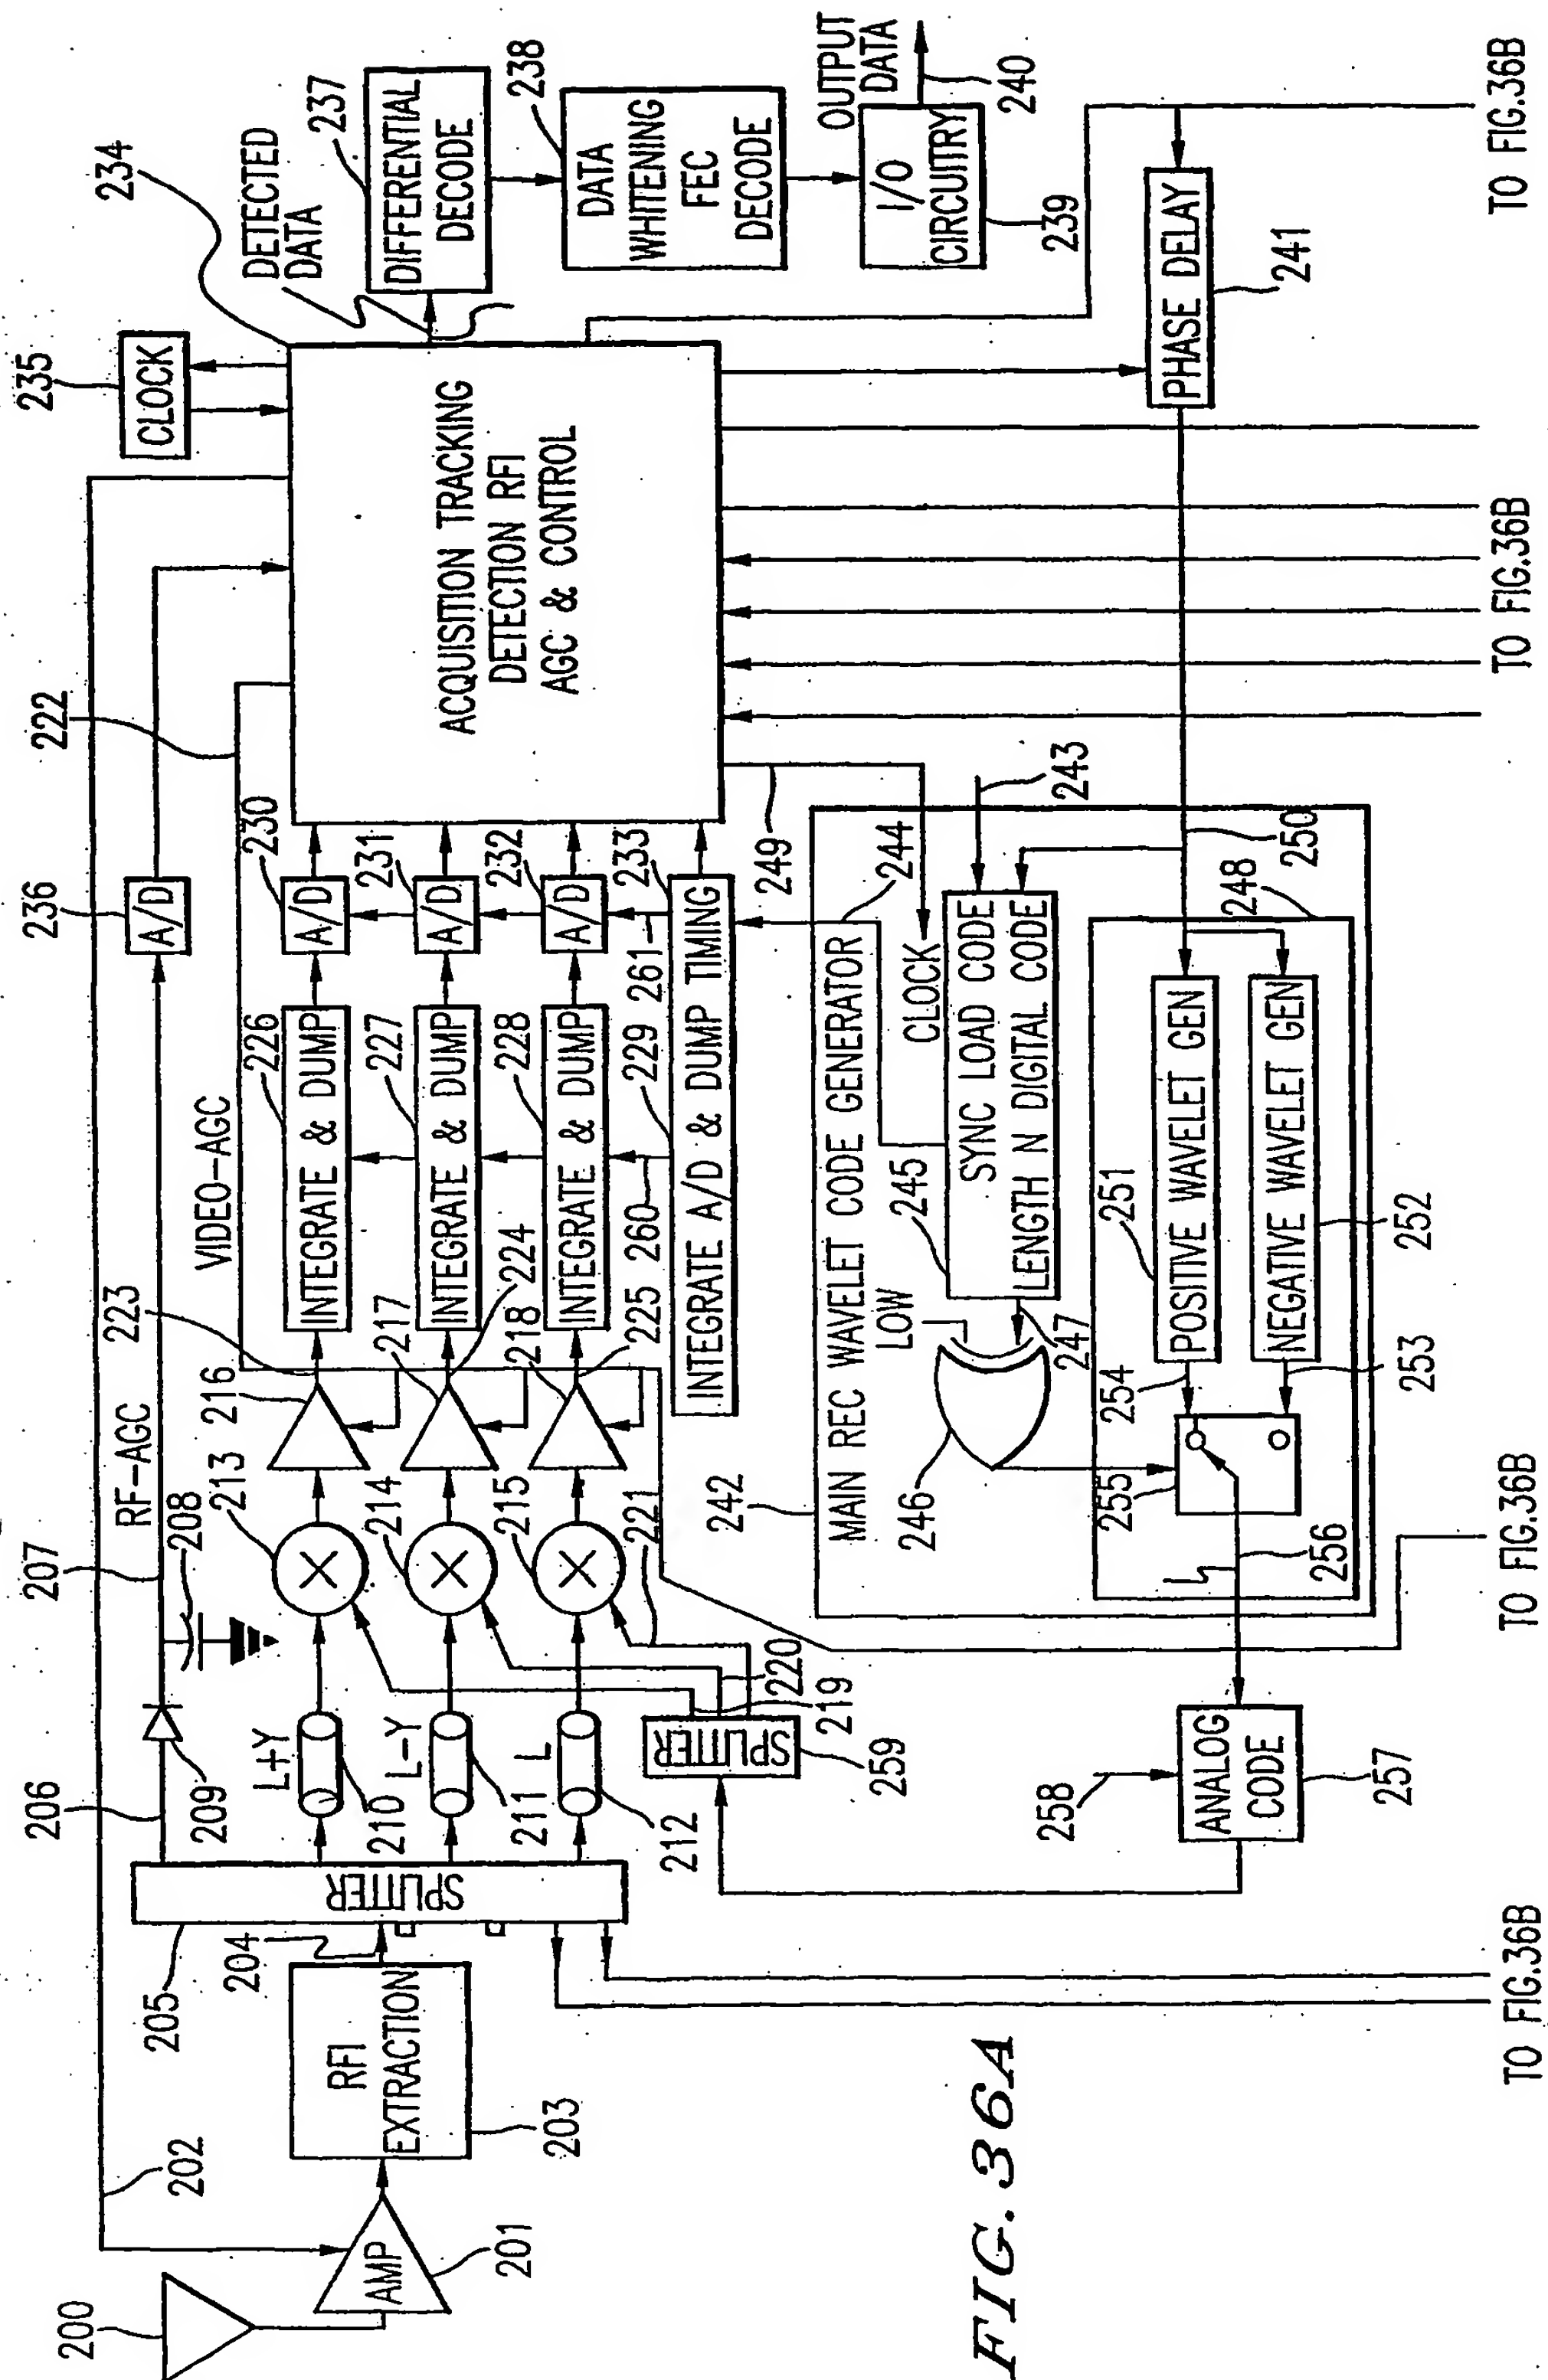 200
201
AMP
202
203
RFI
EXTRACTION
204
205
SPLITTER
206
207
208
209
RF-AGC
236
A/D
235
CLOCK
234
L+Y
210
L-Y
211
L
212
213
214
215
216
217
218
219
220
221
SPLITTER
259
VIDEO-AGC
222
223
224
225
226
INTEGRATE & DUMP
227
INTEGRATE & DUMP
228
INTEGRATE & DUMP
229
260
261
INTEGRATE A/D & DUMP TIMING
230
A/D
231
A/D
232
A/D
233
ACQUISITION TRACKING
DETECTION RFI
AGC & CONTROL
DETECTED
DATA
237
DIFFERENTIAL
DECODE
238
DATA
WHITENING
FEC
DECODE
OUTPUT
DATA
I/O
CIRCUITRY
239
240
PHASE DELAY
241
242
MAIN REC WAVELET CODE GENERATOR
243
244
249
CLOCK
245
SYNC LOAD CODE
LENGTH N DIGITAL CODE
LOW
246
247
248
250
251
POSITIVE WAVELET GEN
252
NEGATIVE WAVELET GEN
253
254
255
256
ANALOG
CODE
257
258
TO FIG.36B
TO FIG.36B
TO FIG.36B
TO FIG.36B
FIG. 36A